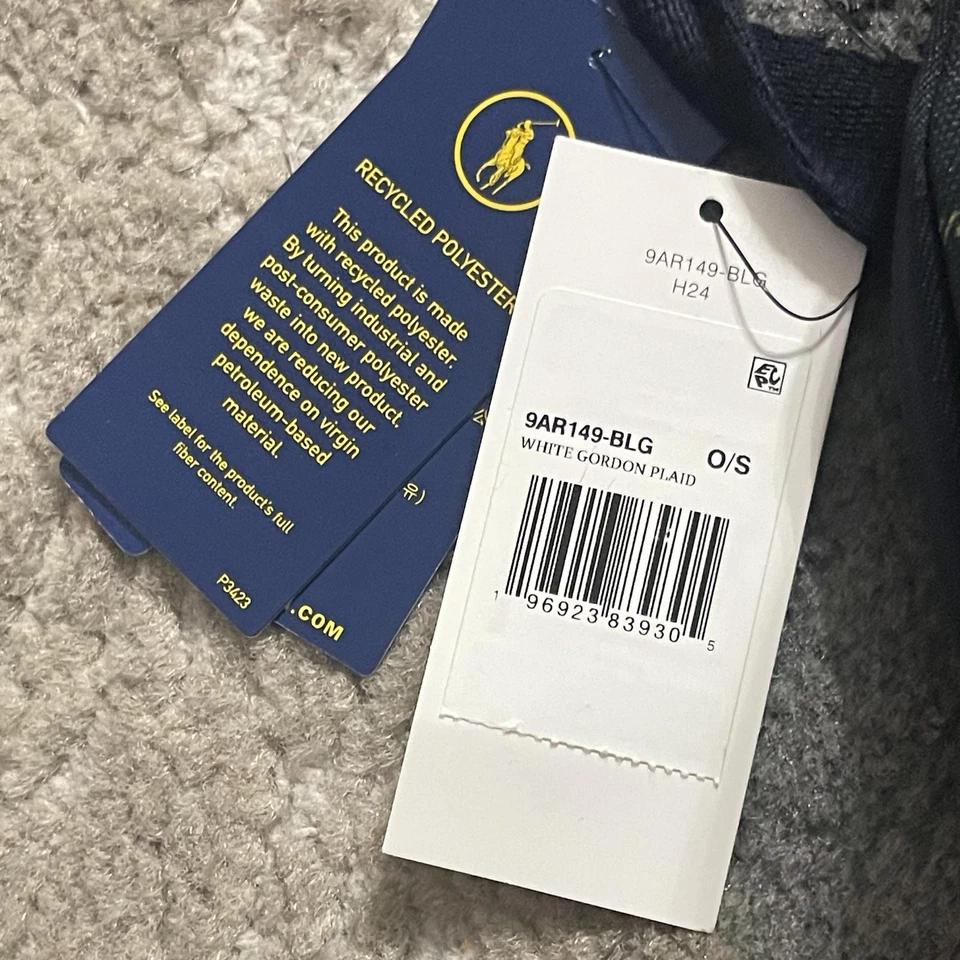 RECYCLED POLYESTER
This product is made
with recycled polyester.
By turning industrial and
post-consumer polyester
waste into new product,
we are reducing our
dependence on virgin
petroleum-based
material.
See label for the product's full
fiber content.
P3423
유)
.COM
9AR149-BLG
H24
9AR149-BLG O/S
WHITE GORDON PLAID
1 96923 83930 5